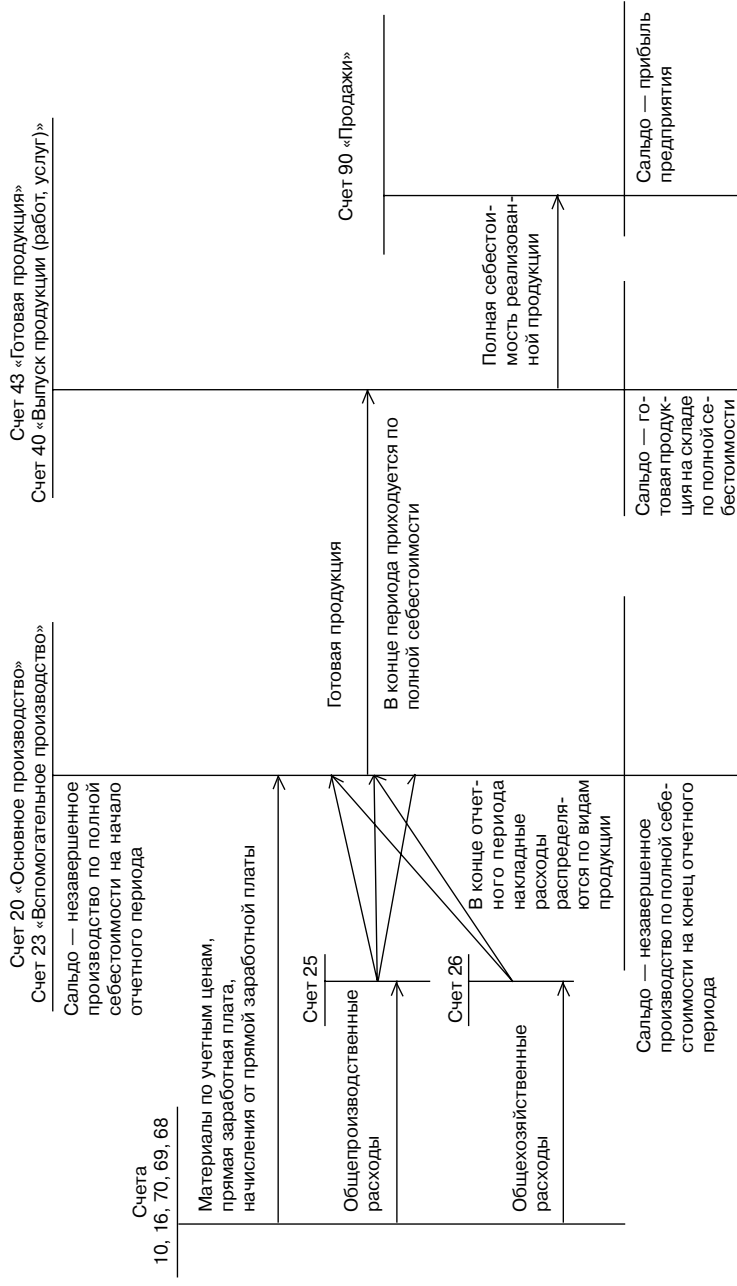 Счета
10, 16, 70, 69, 68
Материалы по учетным ценам,
прямая заработная плата,
начисления от прямой заработной платы
Общепроизводственные
расходы
Общехозяйственные
расходы
Счет 20 «Основное производство»
Счет 23 «Вспомогательное производство»
Сальдо — незавершенное
производство по полной
себестоимости на начало
отчетного периода
Счет 25
Счет 26
В конце отчет-
ного периода
накладные
расходы
распределя-
ются по видам
продукции
Сальдо — незавершенное
производство по полной себе-
стоимости на конец отчетного
периода
Готовая продукция
В конце периода приходуется по
полной себестоимости
Счет 43 «Готовая продукция»
Счет 40 «Выпуск продукции (работ, услуг)»
Сальдо — го-
товая продук-
ция на складе
по полной се-
бестоимости
Полная себестои-
мость реализован-
ной продукции
Счет 90 «Продажи»
Сальдо — прибыль
предприятия